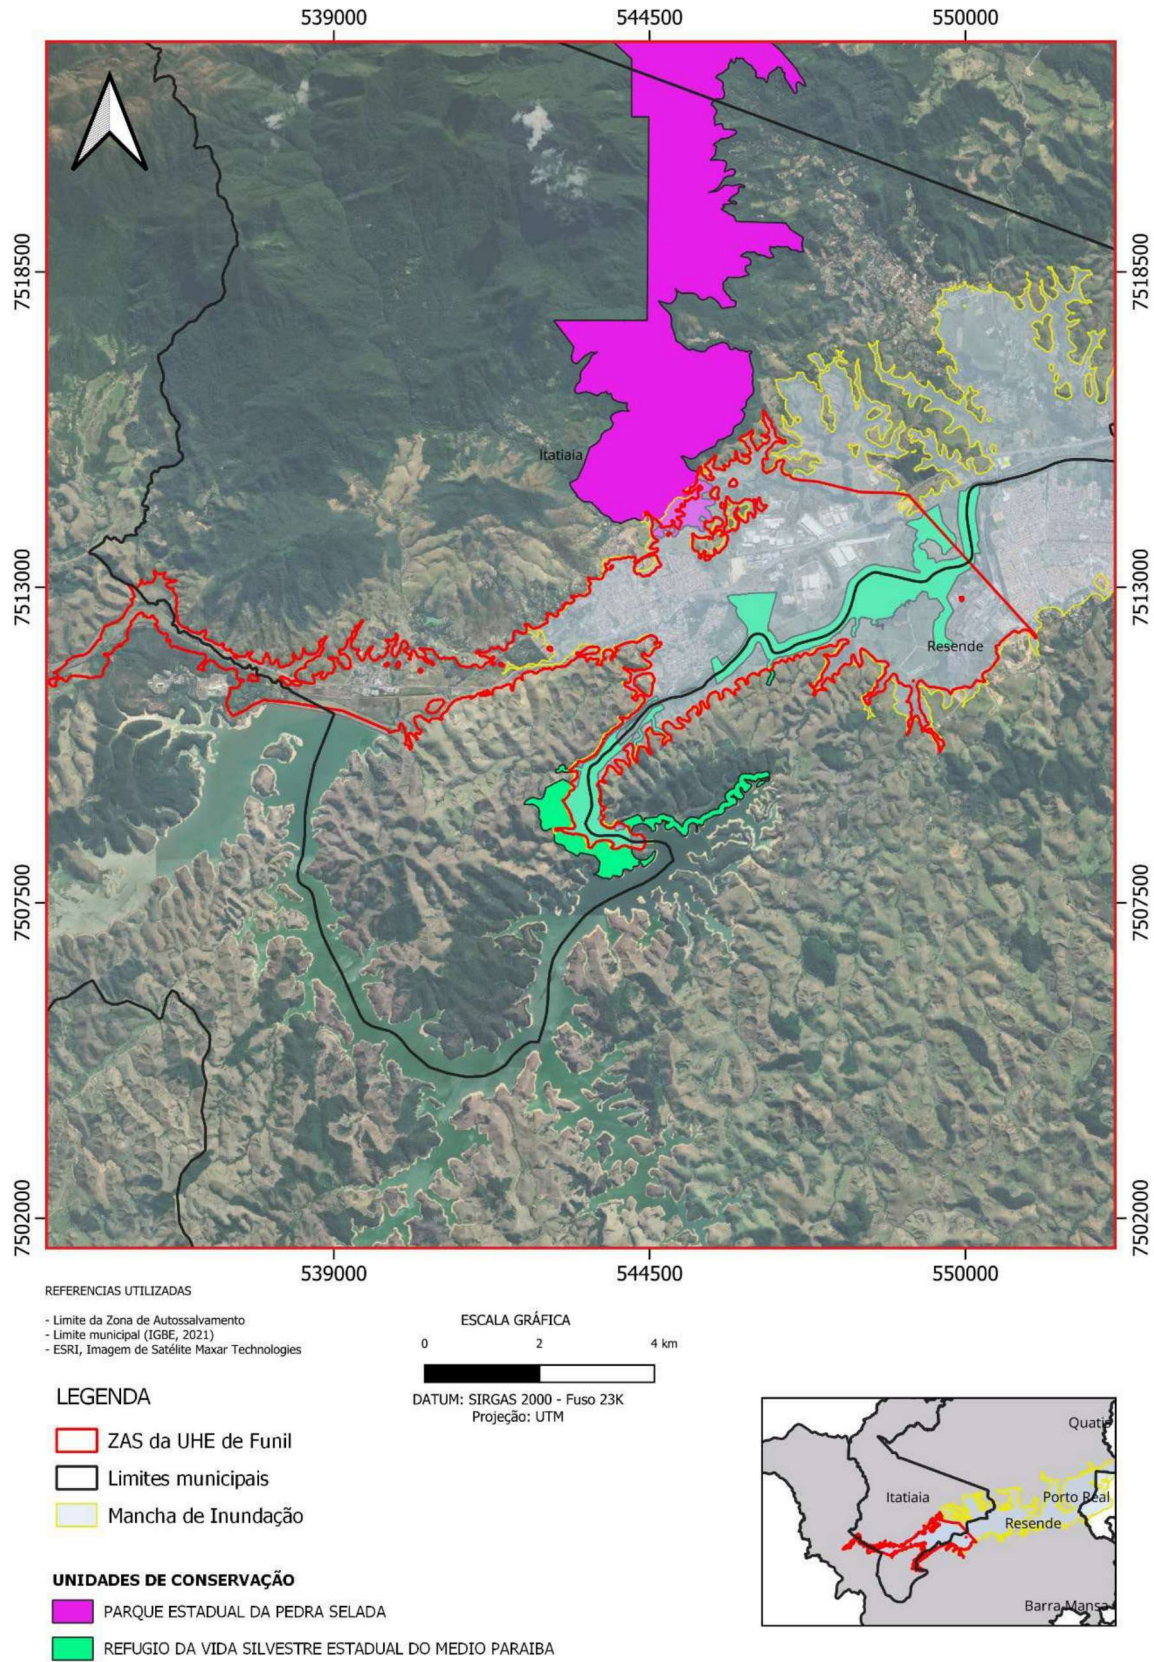 539000 544500 550000
7518500 7518500
Itatiaia
7513000 7513000
Resende
7507500 7507500
7502000 7502000
539000 544500 550000
REFERENCIAS UTILIZADAS
- Limite da Zona de Autossalvamento
- Limite municipal (IGBE, 2021)
- ESRI, Imagem de Satélite Maxar Technologies
ESCALA GRÁFICA
0 2 4 km
DATUM: SIRGAS 2000 - Fuso 23K
Projeção: UTM
LEGENDA
ZAS da UHE de Funil
Limites municipais
Mancha de Inundação
UNIDADES DE CONSERVAÇÃO
PARQUE ESTADUAL DA PEDRA SELADA
REFUGIO DA VIDA SILVESTRE ESTADUAL DO MEDIO PARAIBA
Quatis
Itatiaia
Porto Real
Resende
Barra Mansa